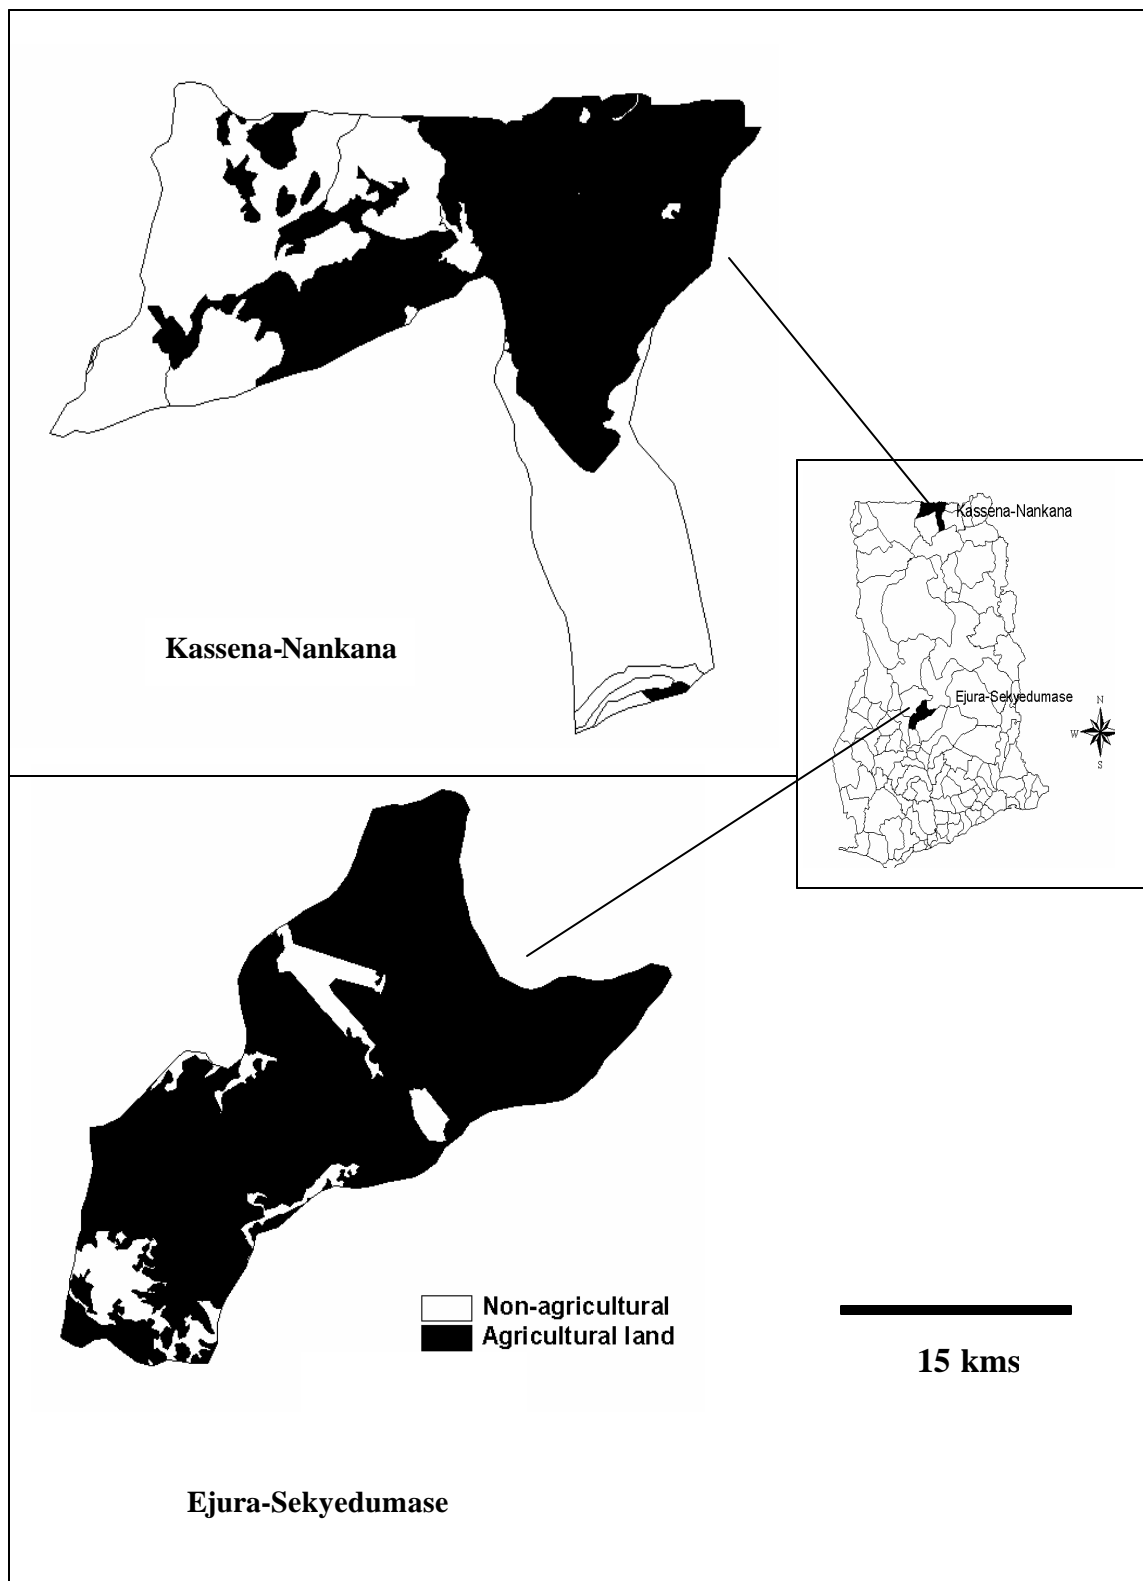 Kassena-Nankana
Kassena-Nankana
Ejura-Sekyedumase
N
W
S
Non-agricultural
Agricultural land
15 kms
Ejura-Sekyedumase